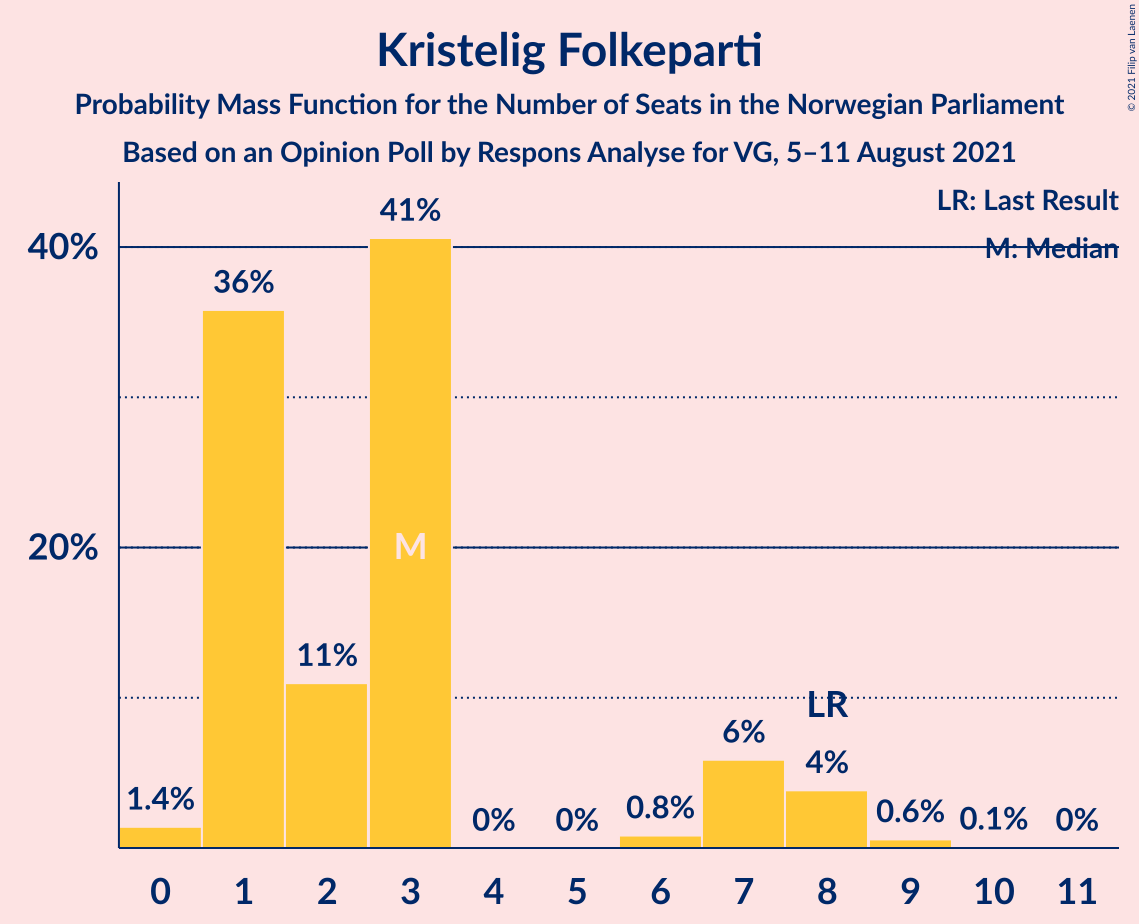 Kristelig Folkeparti
Probability Mass Function for the Number of Seats in the Norwegian Parliament
Based on an Opinion Poll by Respons Analyse for VG, 5–11 August 2021
© 2021 Filip van Laenen
LR: Last Result
M: Median
40%
20%
1.4%
36%
11%
41%
M
0%
0%
0.8%
6%
LR
4%
0.6%
0.1%
0%
0 1 2 3 4 5 6 7 8 9 10 11